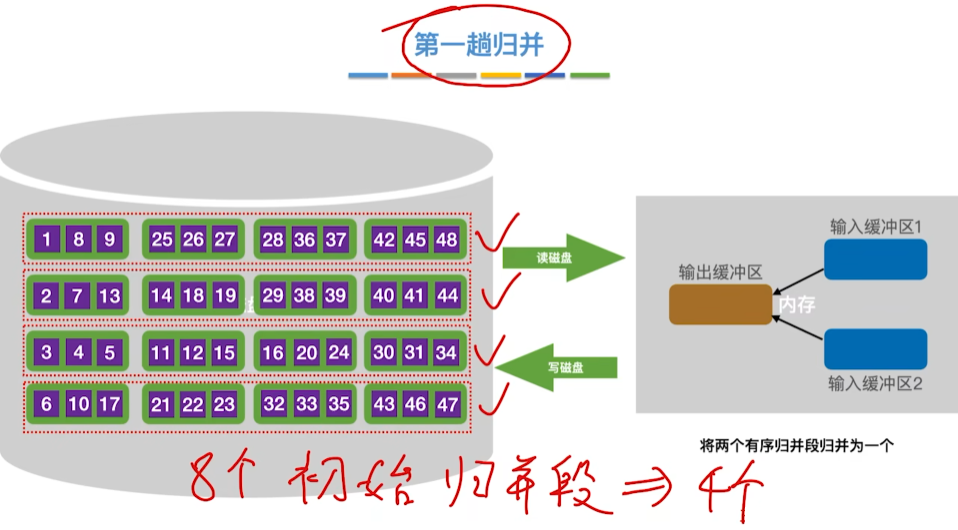 第一趟归并
1 8 9 25 26 27 28 36 37 42 45 48
2 7 13 14 18 19 29 38 39 40 41 44
3 4 5 11 12 15 16 20 24 30 31 34
6 10 17 21 22 23 32 33 35 43 46 47
读磁盘
写磁盘
输入缓冲区1
输出缓冲区
内存
输入缓冲区2
将两个有序归并段归并为一个
8个初始归并段⇒4个